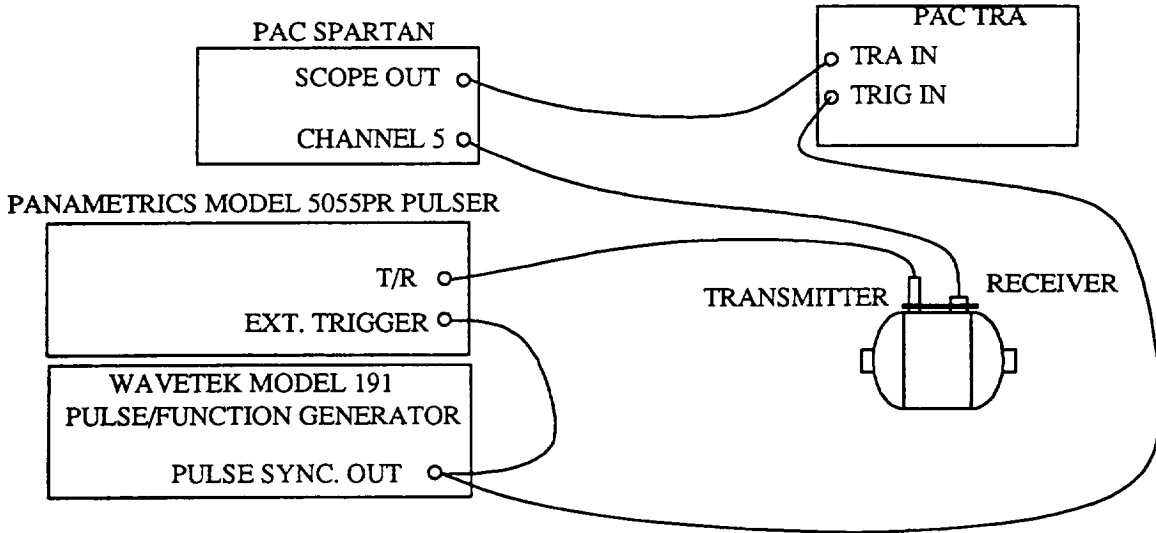 PAC SPARTAN
SCOPE OUT
CHANNEL 5
PAC TRA
TRA IN
TRIG IN
PANAMETRICS MODEL 5055PR PULSER
T/R
EXT. TRIGGER
TRANSMITTER
RECEIVER
WAVETEK MODEL 191
PULSE/FUNCTION GENERATOR
PULSE SYNC. OUT